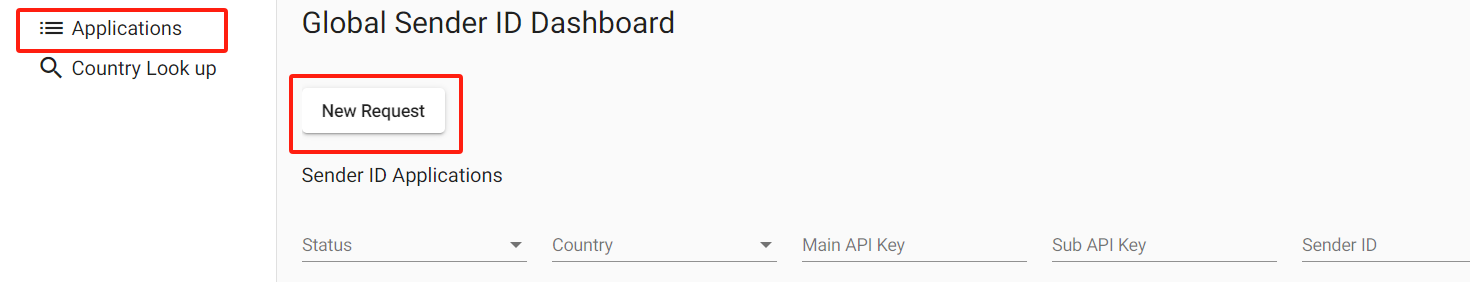 Applications
Country Look up
Global Sender ID Dashboard
New Request
Sender ID Applications
Status Country Main API Key Sub API Key Sender ID